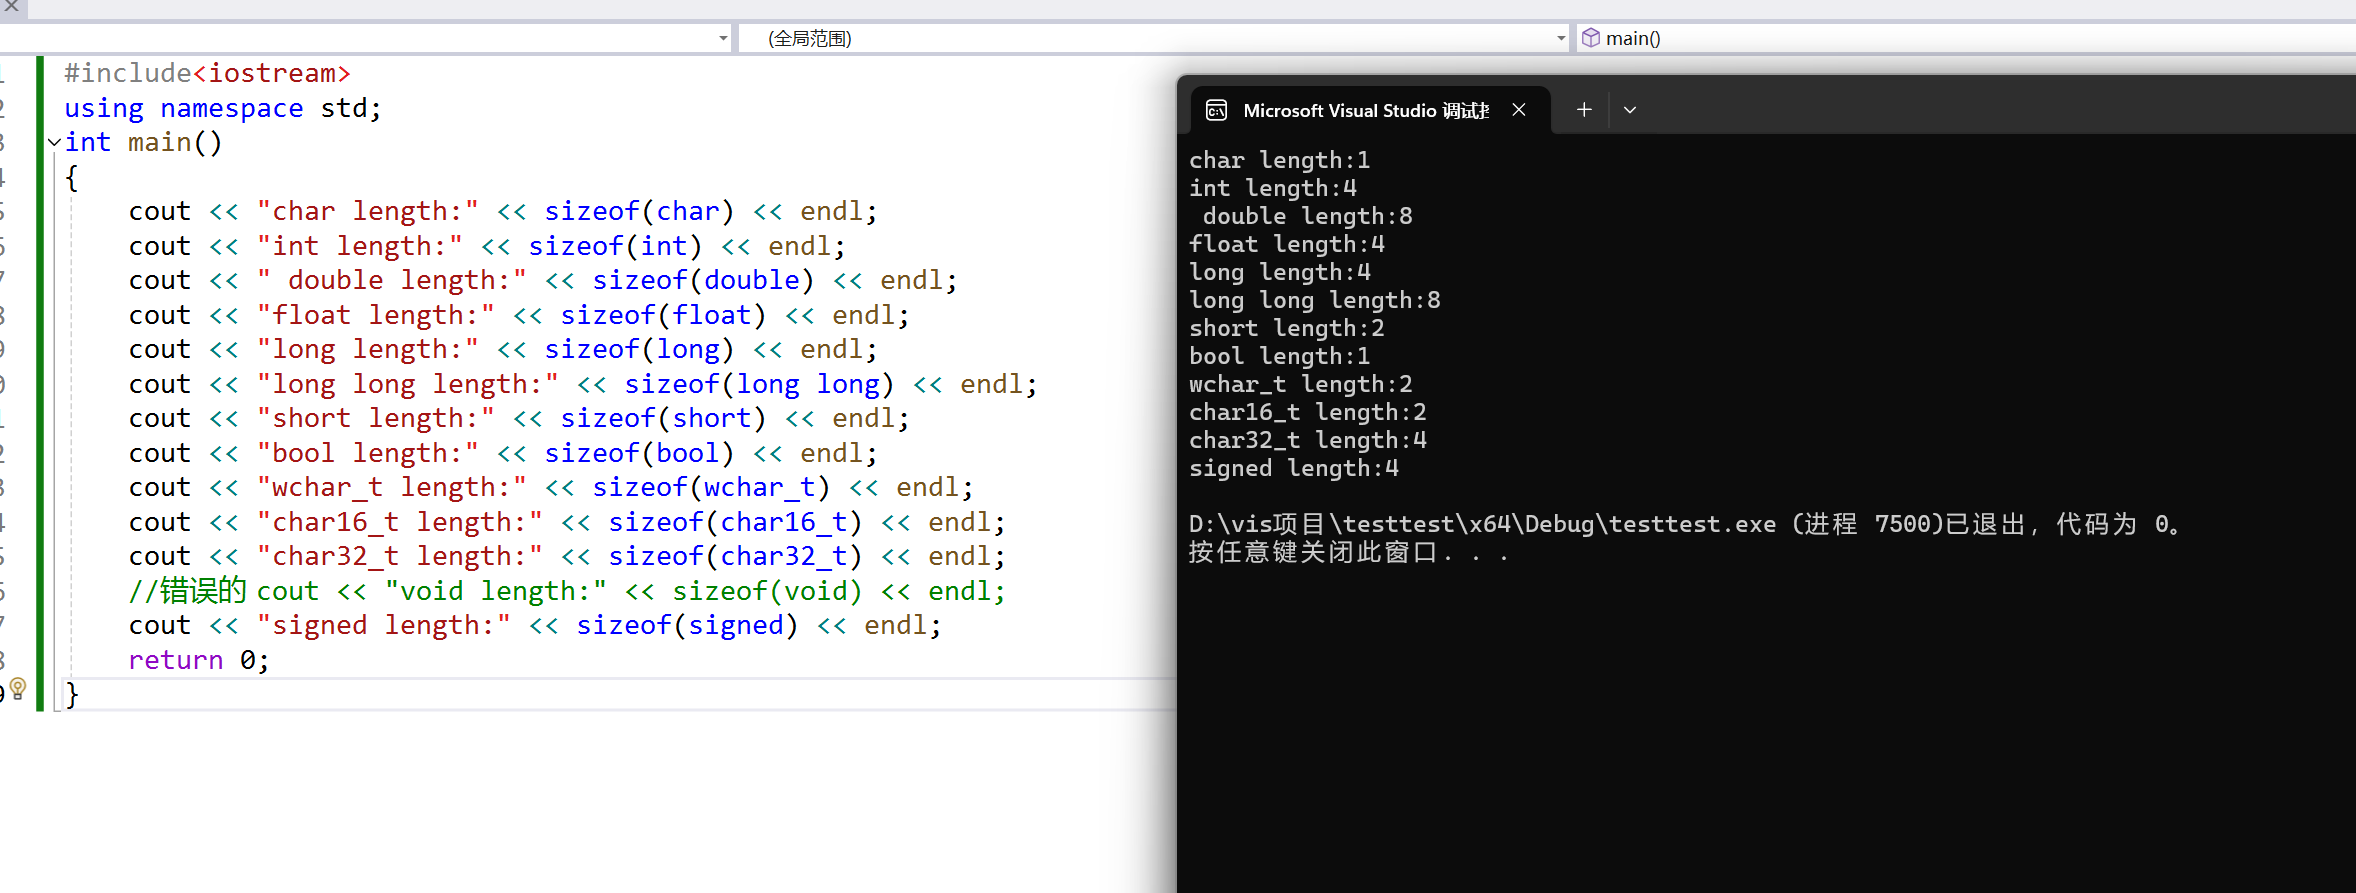 (全局范围)
main()
#include<iostream>
using namespace std;
int main()
{
    cout << "char length:" << sizeof(char) << endl;
    cout << "int length:" << sizeof(int) << endl;
    cout << " double length:" << sizeof(double) << endl;
    cout << "float length:" << sizeof(float) << endl;
    cout << "long length:" << sizeof(long) << endl;
    cout << "long long length:" << sizeof(long long) << endl;
    cout << "short length:" << sizeof(short) << endl;
    cout << "bool length:" << sizeof(bool) << endl;
    cout << "wchar_t length:" << sizeof(wchar_t) << endl;
    cout << "char16_t length:" << sizeof(char16_t) << endl;
    cout << "char32_t length:" << sizeof(char32_t) << endl;
    //错误的 cout << "void length:" << sizeof(void) << endl;
    cout << "signed length:" << sizeof(signed) << endl;
    return 0;
}
Microsoft Visual Studio 调试
char length:1
int length:4
 double length:8
float length:4
long length:4
long long length:8
short length:2
bool length:1
wchar_t length:2
char16_t length:2
char32_t length:4
signed length:4
D:\vis项目\testtest\x64\Debug\testtest.exe (进程 7500)已退出，代码为 0。
按任意键关闭此窗口. . .